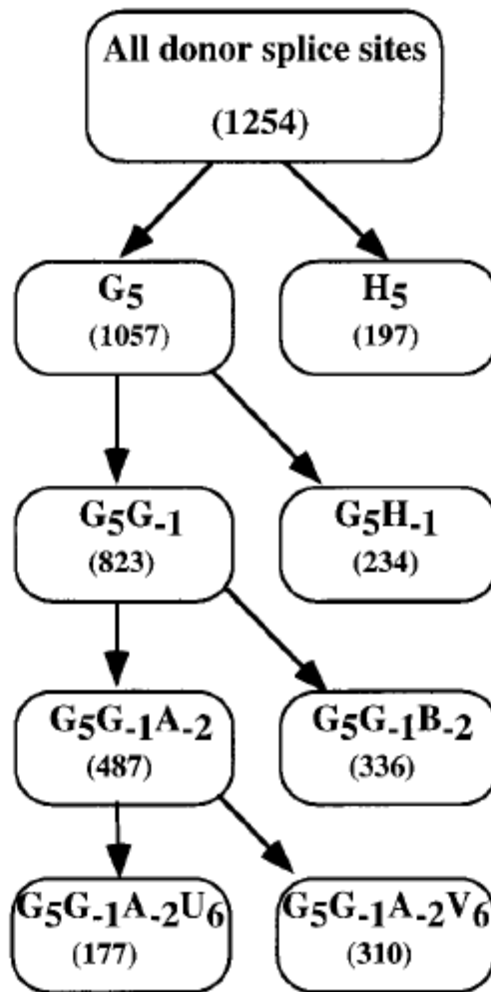 All donor splice sites
(1254)
G5 H5
(1057) (197)
G5G-1 G5H-1
(823) (234)
G5G-1A-2 G5G-1B-2
(487) (336)
G5G-1A-2U6 G5G-1A-2V6
(177) (310)